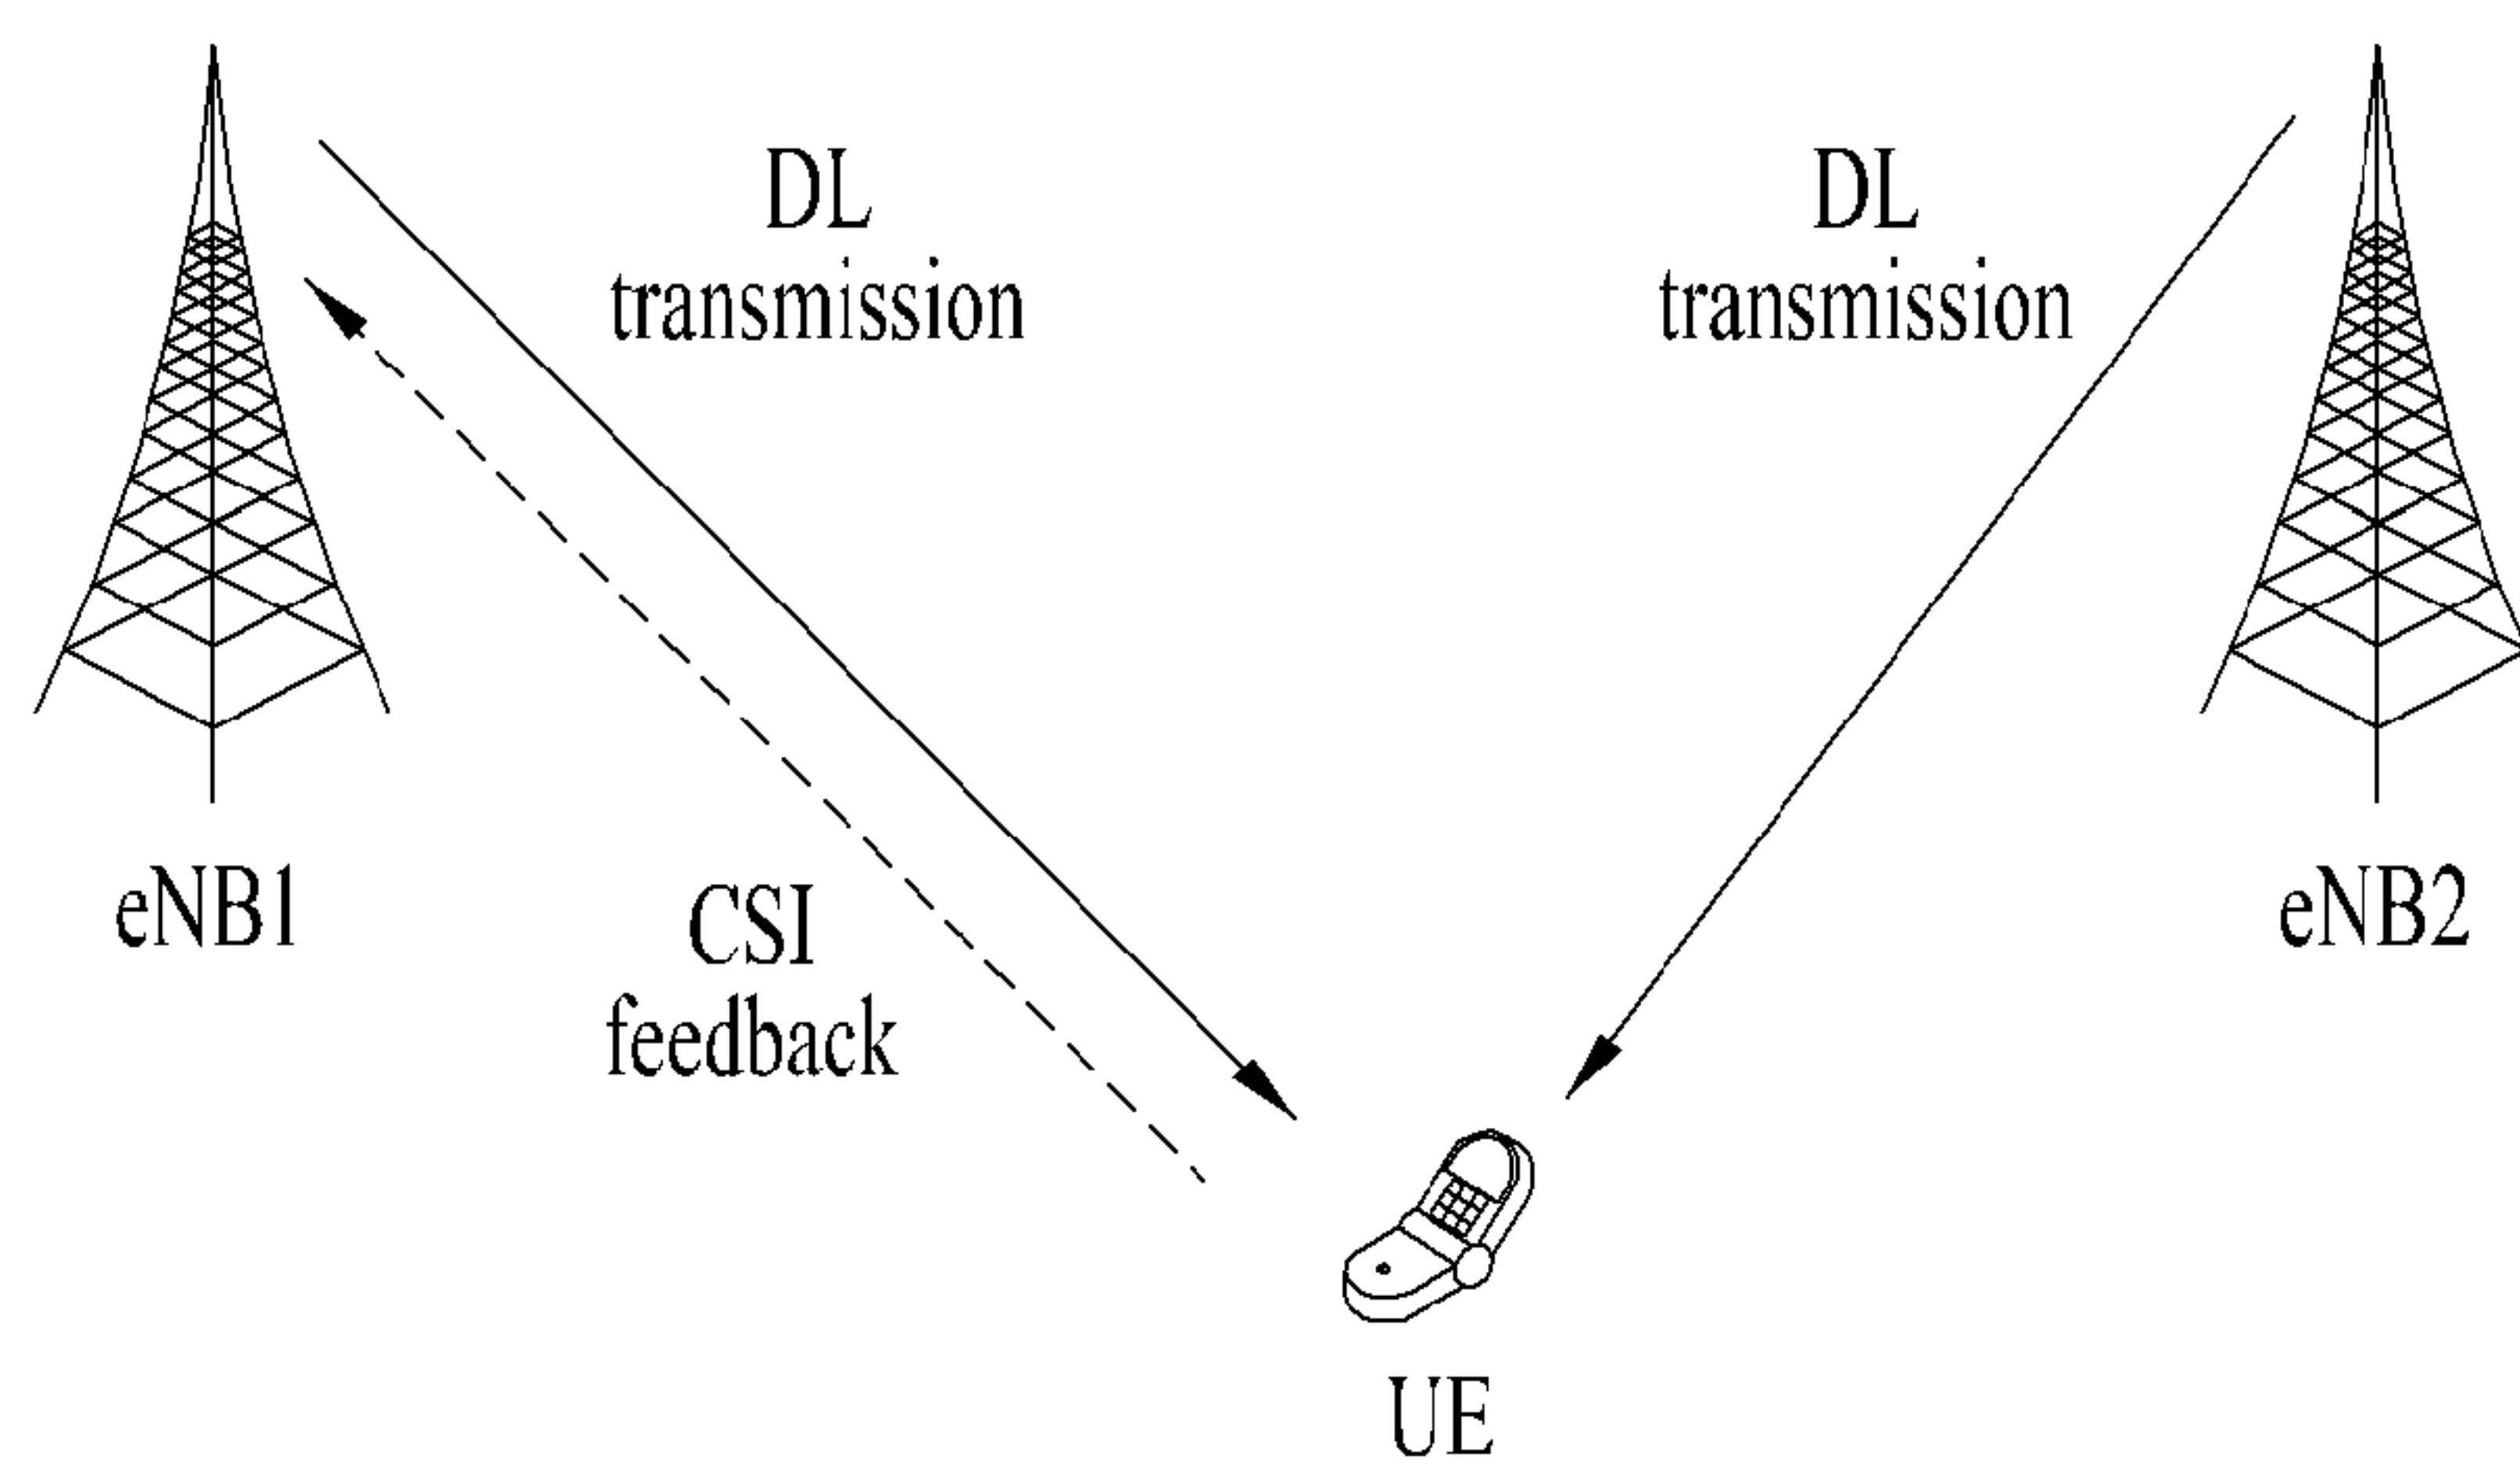 DL
transmission
DL
transmission
eNB1
CSI
feedback
eNB2
UE